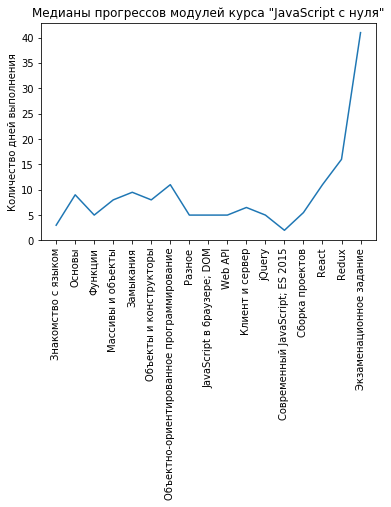 Медианы прогрессов модулей курса "JavaScript с нуля"
Количество дней выполнения
40
35
30
25
20
15
10
5
0
Знакомство с языком
Основы
Функции
Массивы и объекты
Замыкания
Объекты и конструкторы
Объектно-ориентированное программирование
Разное
JavaScript в браузере; DOM
Web API
Клиент и сервер
jQuery
Современный JavaScript; ES 2015
Сборка проектов
React
Redux
Экзаменационное задание